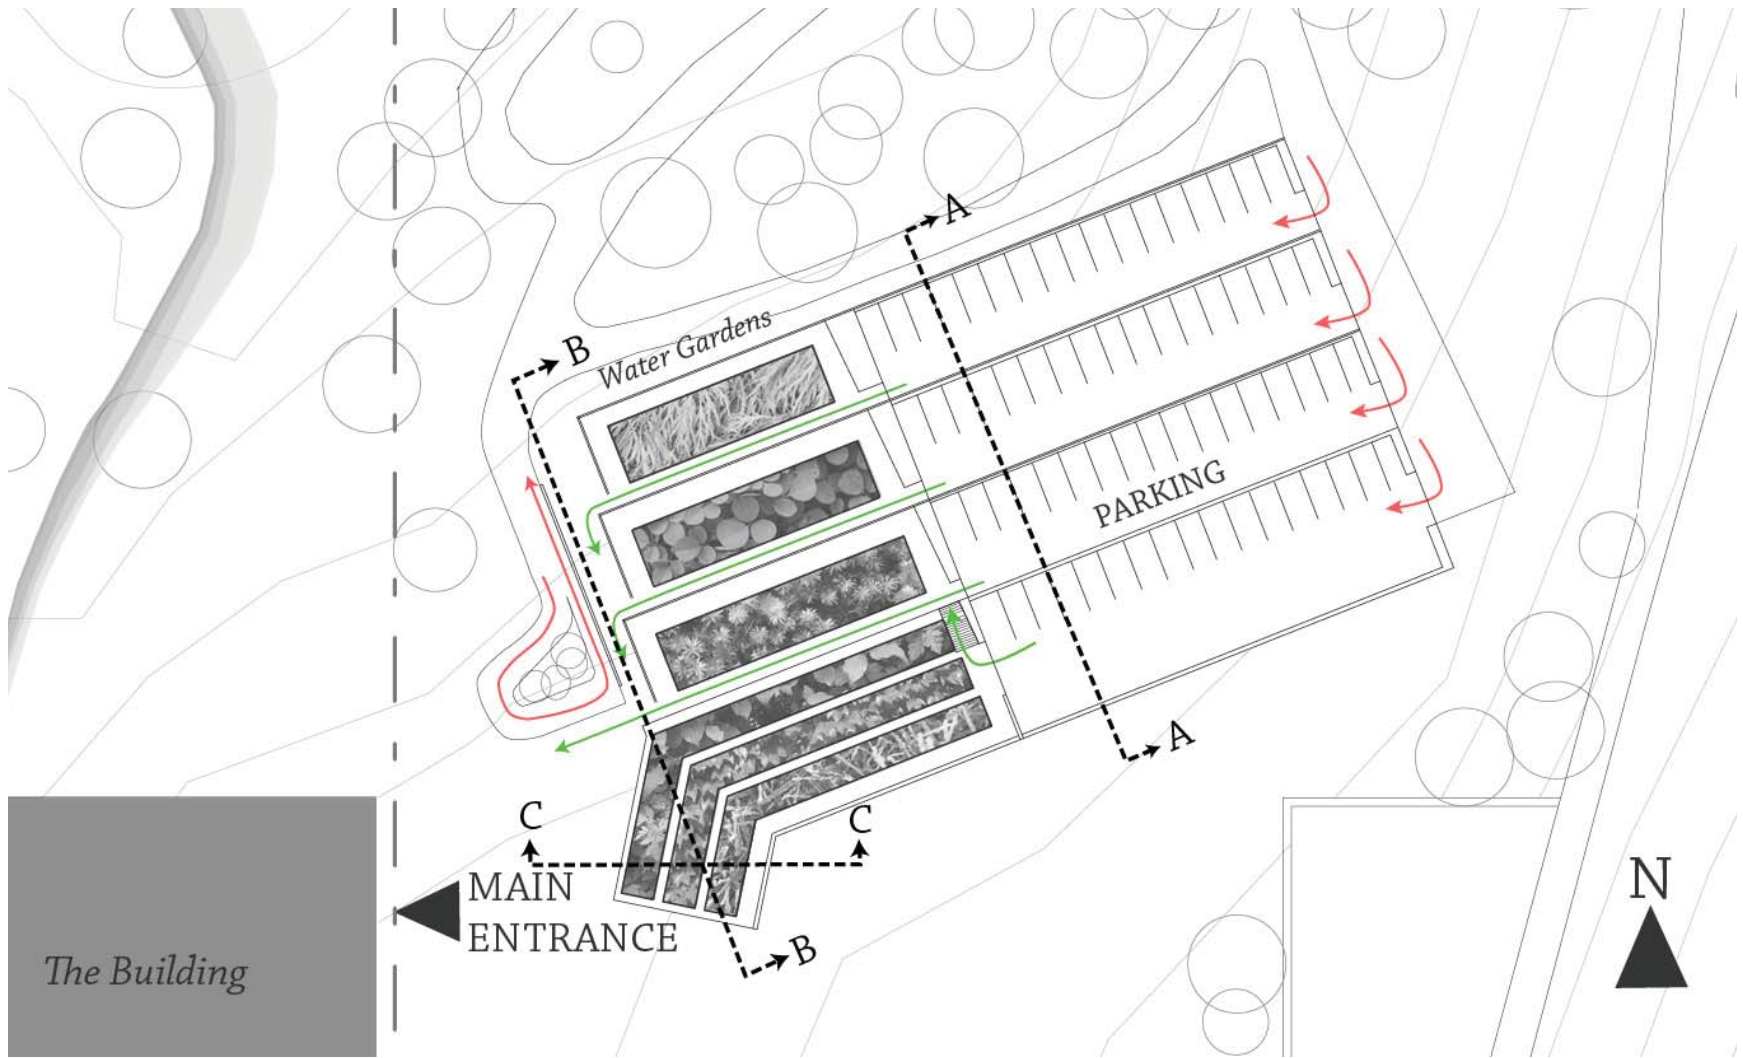 A
B
Water Gardens
PARKING
A
C
C
MAIN
ENTRANCE
N
B
The Building